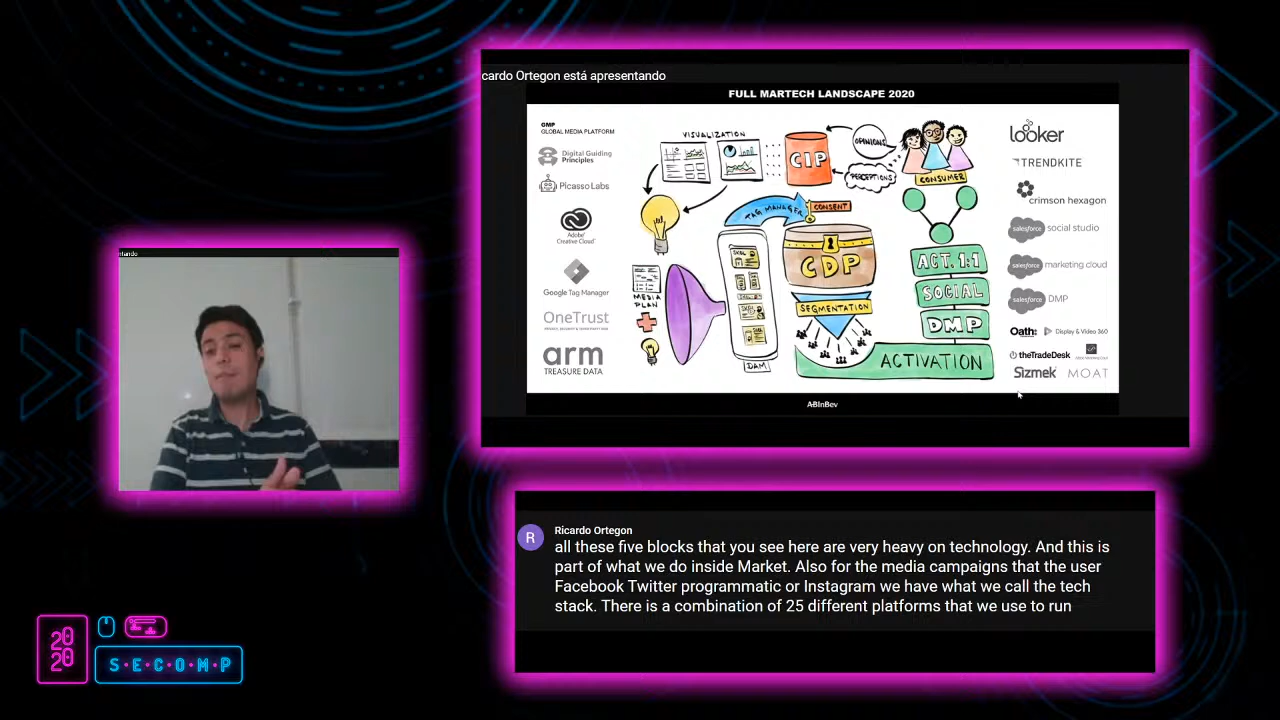 cardo Ortegon está apresentando
FULL MARTECH LANDSCAPE 2020
GMP
GLOBAL MEDIA PLATFORM
Digital Guiding
Principles
Picasso Labs
Adobe
Creative Cloud
Google Tag Manager
OneTrust
arm
TREASURE DATA
VISUALIZATION
CIP
OPINIONS
PERCEPTIONS
CONSUMER
TAG MANAGER
CONSENT
CDP
MEDIA
PLAN
DAM
SEGMENTATION
ACT. 1:1
SOCIAL
DMP
ACTIVATION
looker
TRENDKITE
crimson hexagon
salesforce social studio
salesforce marketing cloud
salesforce DMP
Oath: Display & Video 360
theTradeDesk
Sizmek MOAT
ABInBev
ntando
R
Ricardo Ortegon
all these five blocks that you see here are very heavy on technology. And this is
part of what we do inside Market. Also for the media campaigns that the user
Facebook Twitter programmatic or Instagram we have what we call the tech
stack. There is a combination of 25 different platforms that we use to run
20
20
S·E·C·O·M·P